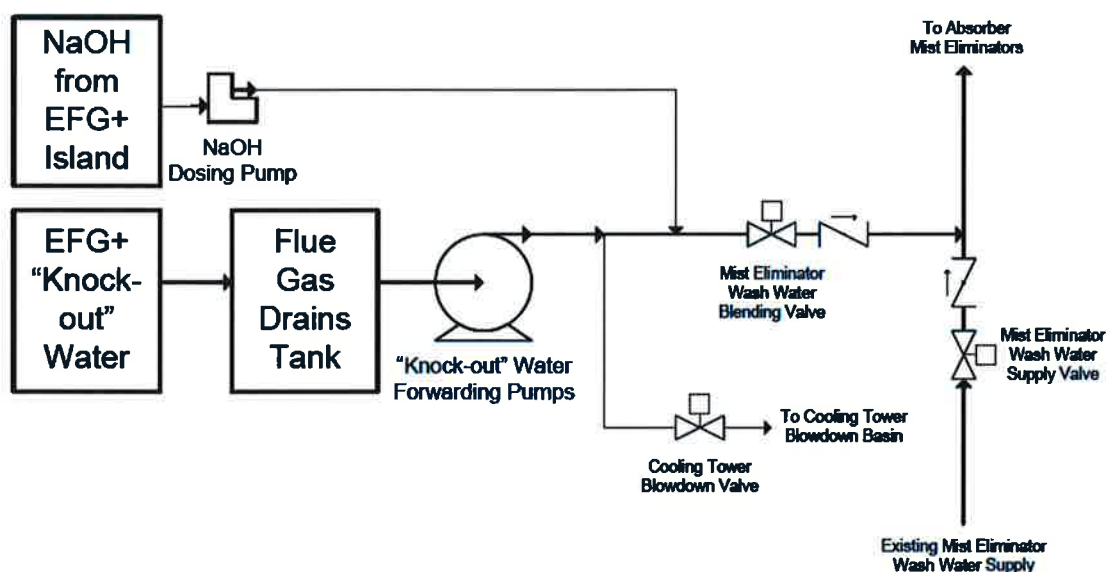 NaOH
from
EFG+
Island
NaOH
Dosing Pump
To Absorber
Mist Eliminators
EFG+
“Knock-
out”
Water
Flue
Gas
Drains
Tank
“Knock-out” Water
Forwarding Pumps
Mist Eliminator
Wash Water
Blending Valve
Mist Eliminator
Wash Water
Supply Valve
To Cooling Tower
Blowdown Basin
Cooling Tower
Blowdown Valve
Existing Mist Eliminator
Wash Water Supply